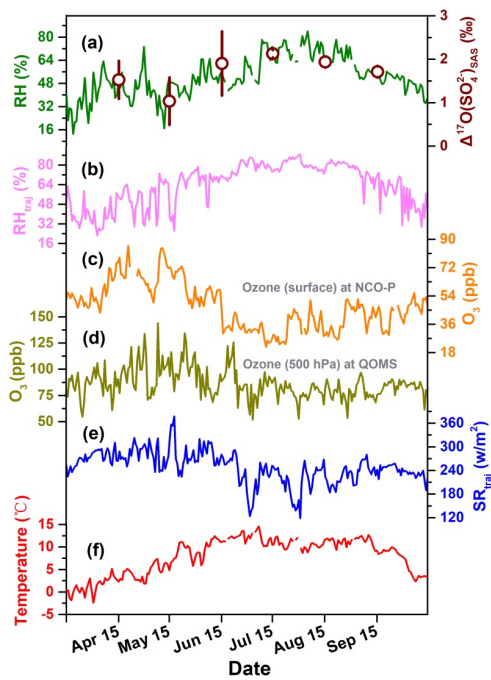 (a)
RH (%)
80
64
48
32
16
3
2
1
0
Δ¹⁷O(SO₄²⁻)SAS (‰)
(b)
RHtraj (%)
80
64
48
32
16
(c)
Ozone (surface) at NCO-P
90
72
54
36
18
O₃ (ppb)
(d)
Ozone (500 hPa) at QOMS
O₃ (ppb)
150
125
100
75
50
(e)
360
300
240
180
120
SRtrai (w/m²)
(f)
Temperature (℃)
15
10
5
0
-5
Apr 15
May 15
Jun 15
Jul 15
Aug 15
Sep 15
Date